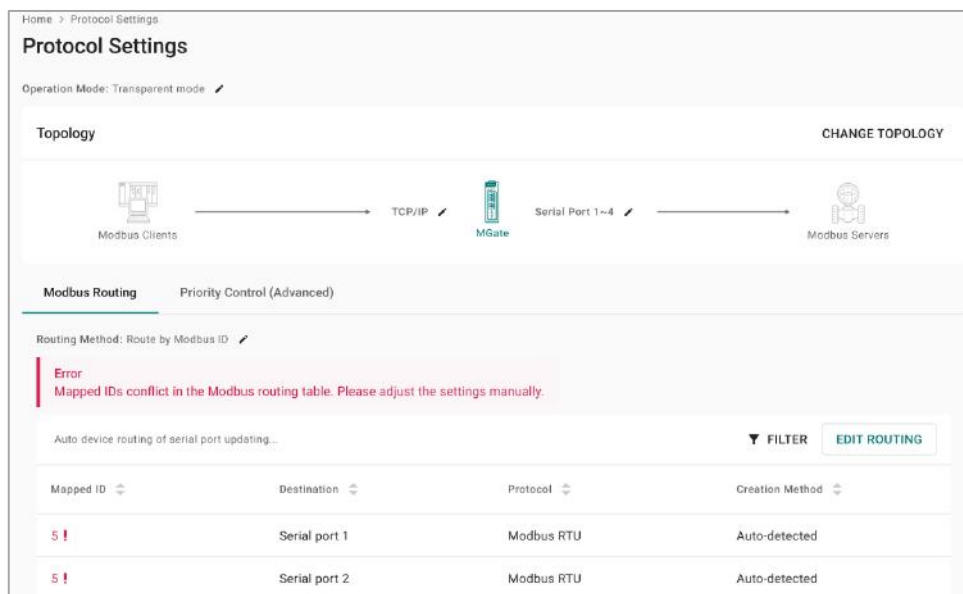 Home > Protocol Settings
Protocol Settings
Operation Mode: Transparent mode
Topology
CHANGE TOPOLOGY
TCP/IP
Serial Port 1~4
Modbus Clients
MGate
Modbus Servers
Modbus Routing
Priority Control (Advanced)
Routing Method: Route by Modbus ID
Error
Mapped IDs conflict in the Modbus routing table. Please adjust the settings manually.
Auto device routing of serial port updating...
FILTER
EDIT ROUTING
Mapped ID Destination Protocol Creation Method
5 ! Serial port 1 Modbus RTU Auto-detected
5 ! Serial port 2 Modbus RTU Auto-detected